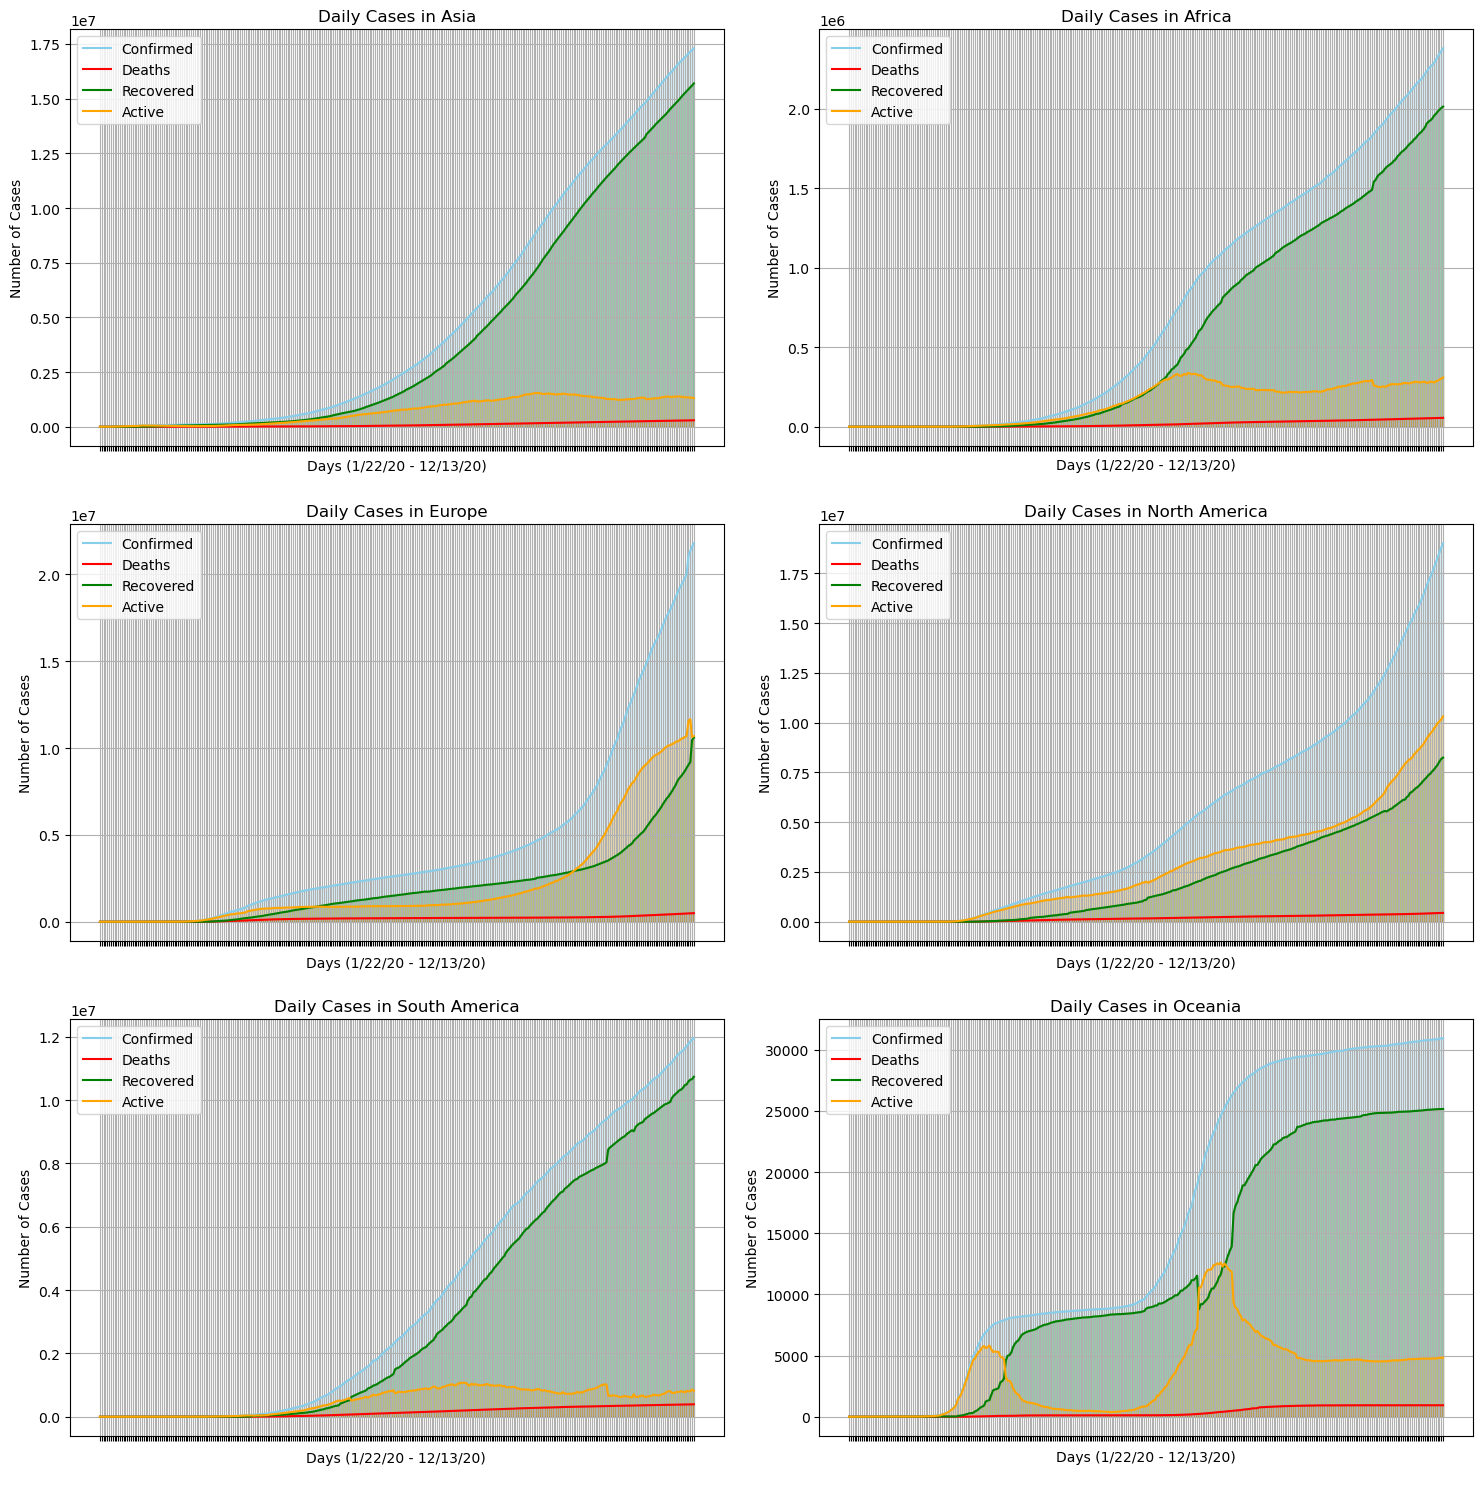 Daily Cases in Asia
1e7
1.75
1.50
1.25
1.00
0.75
0.50
0.25
0.00
Number of Cases
Confirmed
Deaths
Recovered
Active
Days (1/22/20 - 12/13/20)
Daily Cases in Africa
1e6
2.0
1.5
1.0
0.5
0.0
Number of Cases
Confirmed
Deaths
Recovered
Active
Days (1/22/20 - 12/13/20)
Daily Cases in Europe
1e7
2.0
1.5
1.0
0.5
0.0
Number of Cases
Confirmed
Deaths
Recovered
Active
Days (1/22/20 - 12/13/20)
Daily Cases in North America
1e7
1.75
1.50
1.25
1.00
0.75
0.50
0.25
0.00
Number of Cases
Confirmed
Deaths
Recovered
Active
Days (1/22/20 - 12/13/20)
Daily Cases in South America
1e7
1.2
1.0
0.8
0.6
0.4
0.2
0.0
Number of Cases
Confirmed
Deaths
Recovered
Active
Days (1/22/20 - 12/13/20)
Daily Cases in Oceania
30000
25000
20000
15000
10000
5000
0
Number of Cases
Confirmed
Deaths
Recovered
Active
Days (1/22/20 - 12/13/20)